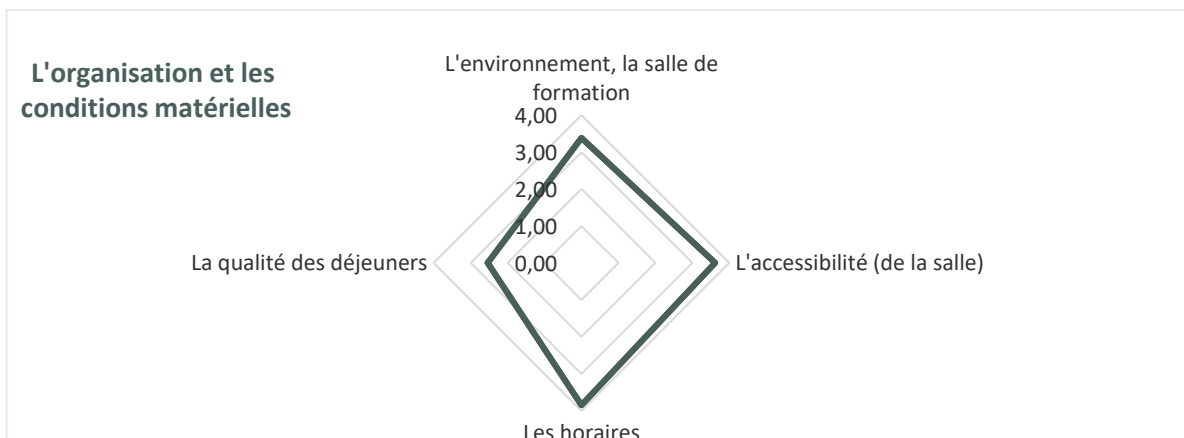 L'organisation et les
conditions matérielles
L'environnement, la salle de
formation
4,00
3,00
2,00
1,00
0,00
La qualité des déjeuners
L'accessibilité (de la salle)
Les horaires